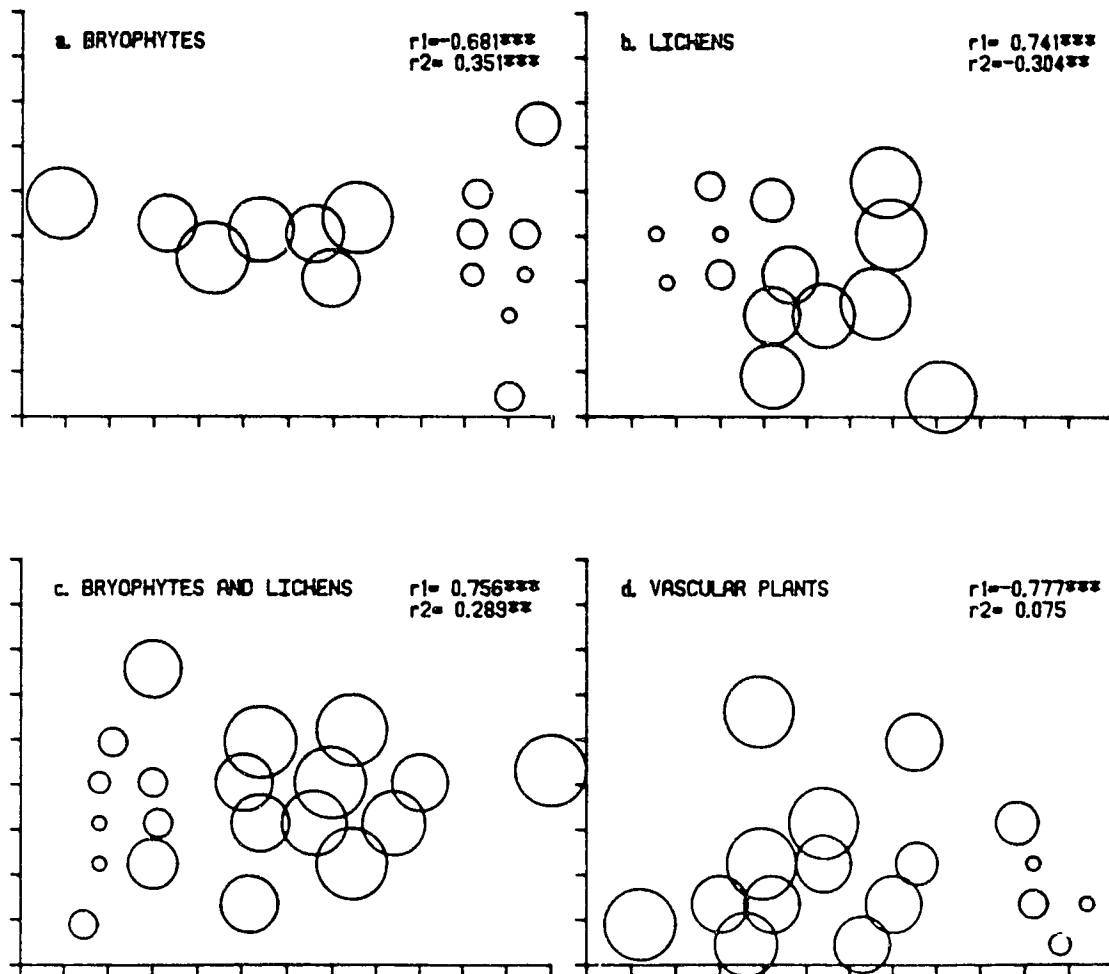 a. BRYOPHYTES
r1=-0.681***
r2= 0.351***
b. LICHENS
r1= 0.741***
r2=-0.304**
c. BRYOPHYTES AND LICHENS
r1= 0.756***
r2= 0.289**
d. VASCULAR PLANTS
r1=-0.777***
r2= 0.075